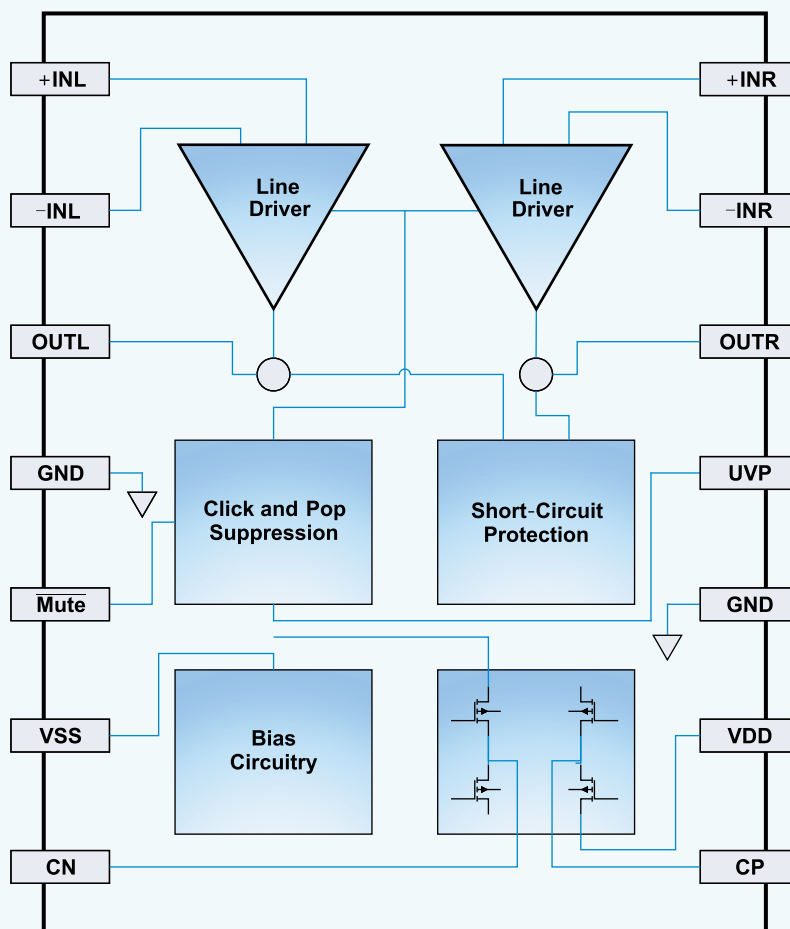 +INL
+INR
Line
Driver
Line
Driver
−INL
−INR
OUTL
OUTR
GND
UVP
Click and Pop
Suppression
Short-Circuit
Protection
Mute
GND
VSS
Bias
Circuitry
VDD
CN
CP